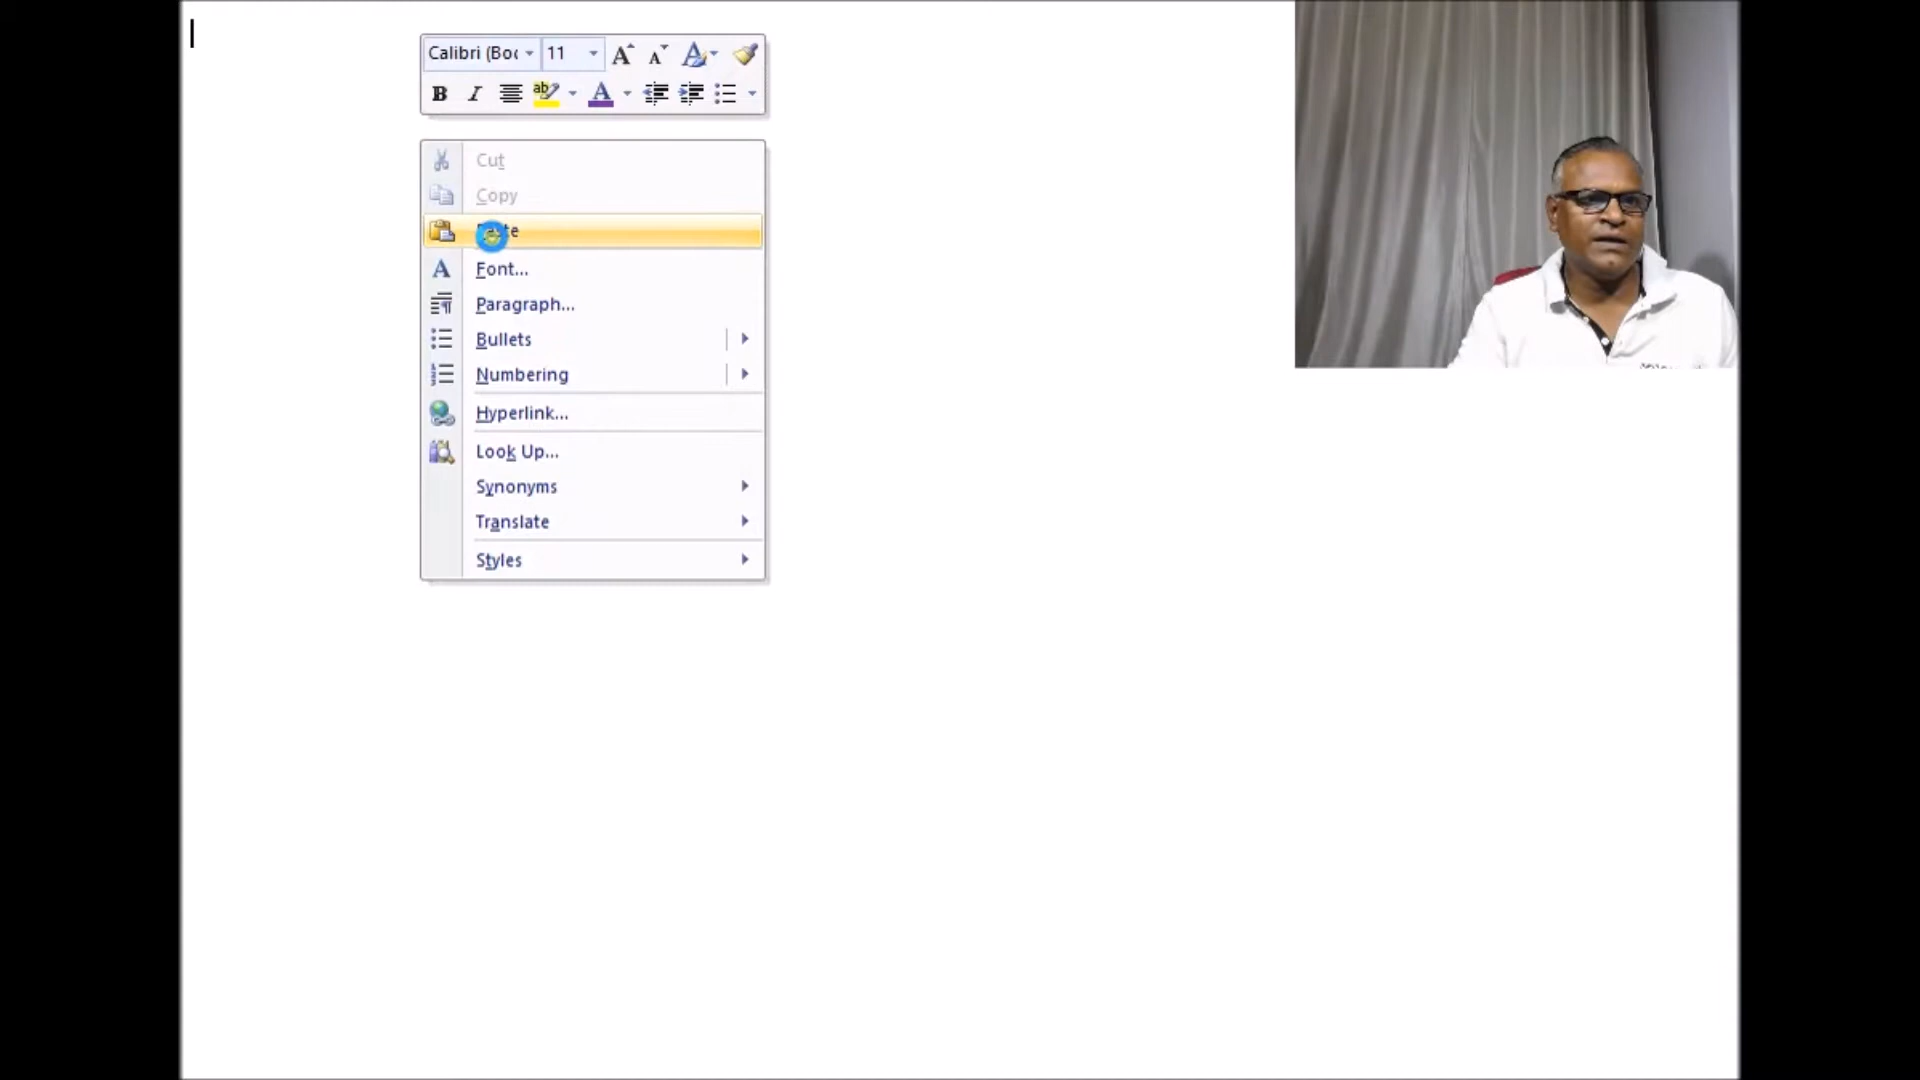 Calibri (Boc
11
Cut
Copy
Font...
Paragraph...
Bullets
Numbering
Hyperlink...
Look Up...
Synonyms
Translate
Styles